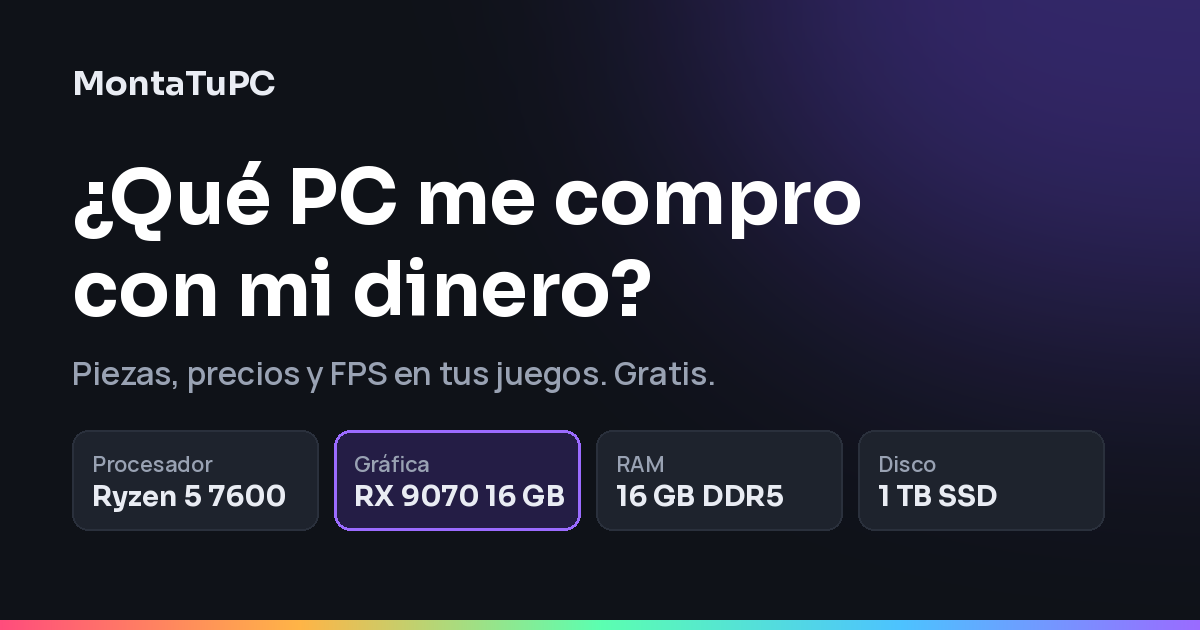 MontaTuPC
¿Qué PC me compro
con mi dinero?
Piezas, precios y FPS en tus juegos. Gratis.
Procesador
Ryzen 5 7600
Gráfica
RX 9070 16 GB
RAM
16 GB DDR5
Disco
1 TB SSD